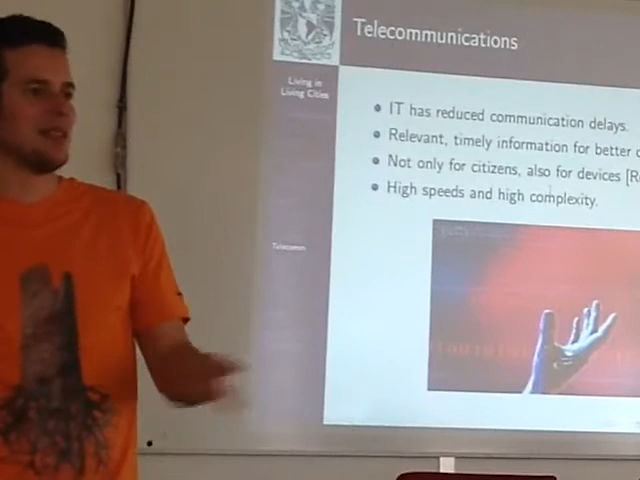 Telecommunications
Living in
Living Cities
IT has reduced communication delays.
Relevant, timely information for better
Not only for citizens, also for devices [R
High speeds and high complexity.
Telecomm